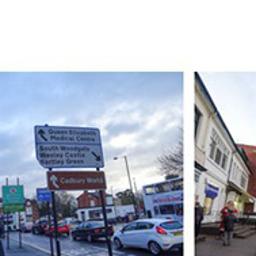 Queen Elizabeth
Medical Centre
South Woodgate
Weoley Castle
Bartley Green
Cadbury World